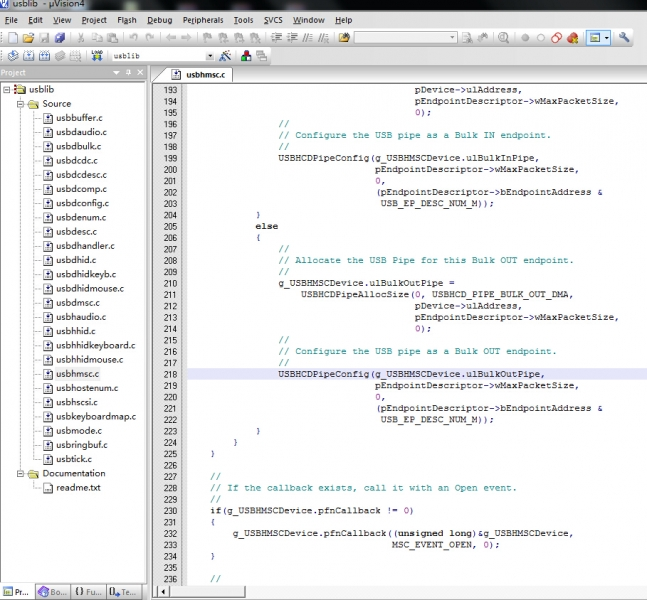 usblib - µVision4
File Edit View Project Flash Debug Peripherals Tools SVCS Window Help
LOAD usblib
Project
usbhmsc.c
usblib
Source
usbbuffer.c
usbdaudio.c
usbdbulk.c
usbdcdc.c
usbdcdesc.c
usbdcomp.c
usbdconfig.c
usbdenum.c
usbdesc.c
usbdhandler.c
usbdhid.c
usbdhidkeyb.c
usbdhidmouse.c
usbdmsc.c
usbhaudio.c
usbhhid.c
usbhhidkeyboard.c
usbhhidmouse.c
usbhmsc.c
usbhostenum.c
usbhscsi.c
usbkeyboardmap.c
usbmode.c
usbringbuf.c
usbtick.c
Documentation
readme.txt
193 pDevice->ulAddress,
194 pEndpointDescriptor->wMaxPacketSize,
195 0);
196 //
197 // Configure the USB pipe as a Bulk IN endpoint.
198 //
199 USBHCDPipeConfig(g_USBHMSCDevice.ulBulkInPipe,
200 pEndpointDescriptor->wMaxPacketSize,
201 0,
202 (pEndpointDescriptor->bEndpointAddress &
203 USB_EP_DESC_NUM_M));
204 }
205 else
206 {
207 //
208 // Allocate the USB Pipe for this Bulk OUT endpoint.
209 //
210 g_USBHMSCDevice.ulBulkOutPipe =
211 USBHCDPipeAllocSize(0, USBHCD_PIPE_BULK_OUT_DMA,
212 pDevice->ulAddress,
213 pEndpointDescriptor->wMaxPacketSize,
214 0);
215 //
216 // Configure the USB pipe as a Bulk OUT endpoint.
217 //
218 USBHCDPipeConfig(g_USBHMSCDevice.ulBulkOutPipe,
219 pEndpointDescriptor->wMaxPacketSize,
220 0,
221 (pEndpointDescriptor->bEndpointAddress &
222 USB_EP_DESC_NUM_M));
223 }
224 }
225 }
226
227 //
228 // If the callback exists, call it with an Open event.
229 //
230 if(g_USBHMSCDevice.pfnCallback != 0)
231 {
232 g_USBHMSCDevice.pfnCallback((unsigned long)&g_USBHMSCDevice,
233 MSC_EVENT_OPEN, 0);
234 }
235
236 //
Pr... Bo... {} Fu... 0 Te...